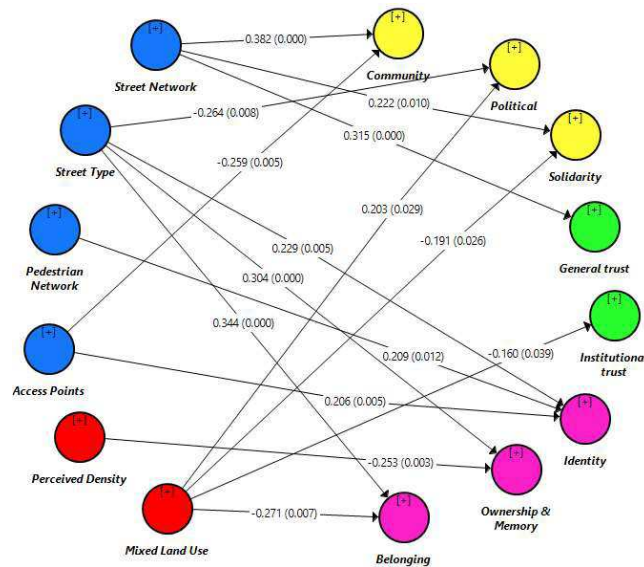 [+]
[+]
0.382 (0.000)
Community
Street Network
[+]
Political
[+]
-0.264 (0.008)
0.222 (0.010)
[+]
Street Type
-0.259 (0.005)
0.315 (0.000)
Solidarity
[+]
0.203 (0.029)
[+]
-0.191 (0.026)
General trust
Pedestrian
Network
0.229 (0.005)
0.304 (0.000)
[+]
0.344 (0.000)
[+]
Institutional
trust
-0.160 (0.039)
0.209 (0.012)
Access Points
0.206 (0.005)
[+]
[+]
Identity
-0.253 (0.003)
[+]
Perceived Density
[+]
Ownership &
Memory
-0.271 (0.007)
[+]
Mixed Land Use
Belonging